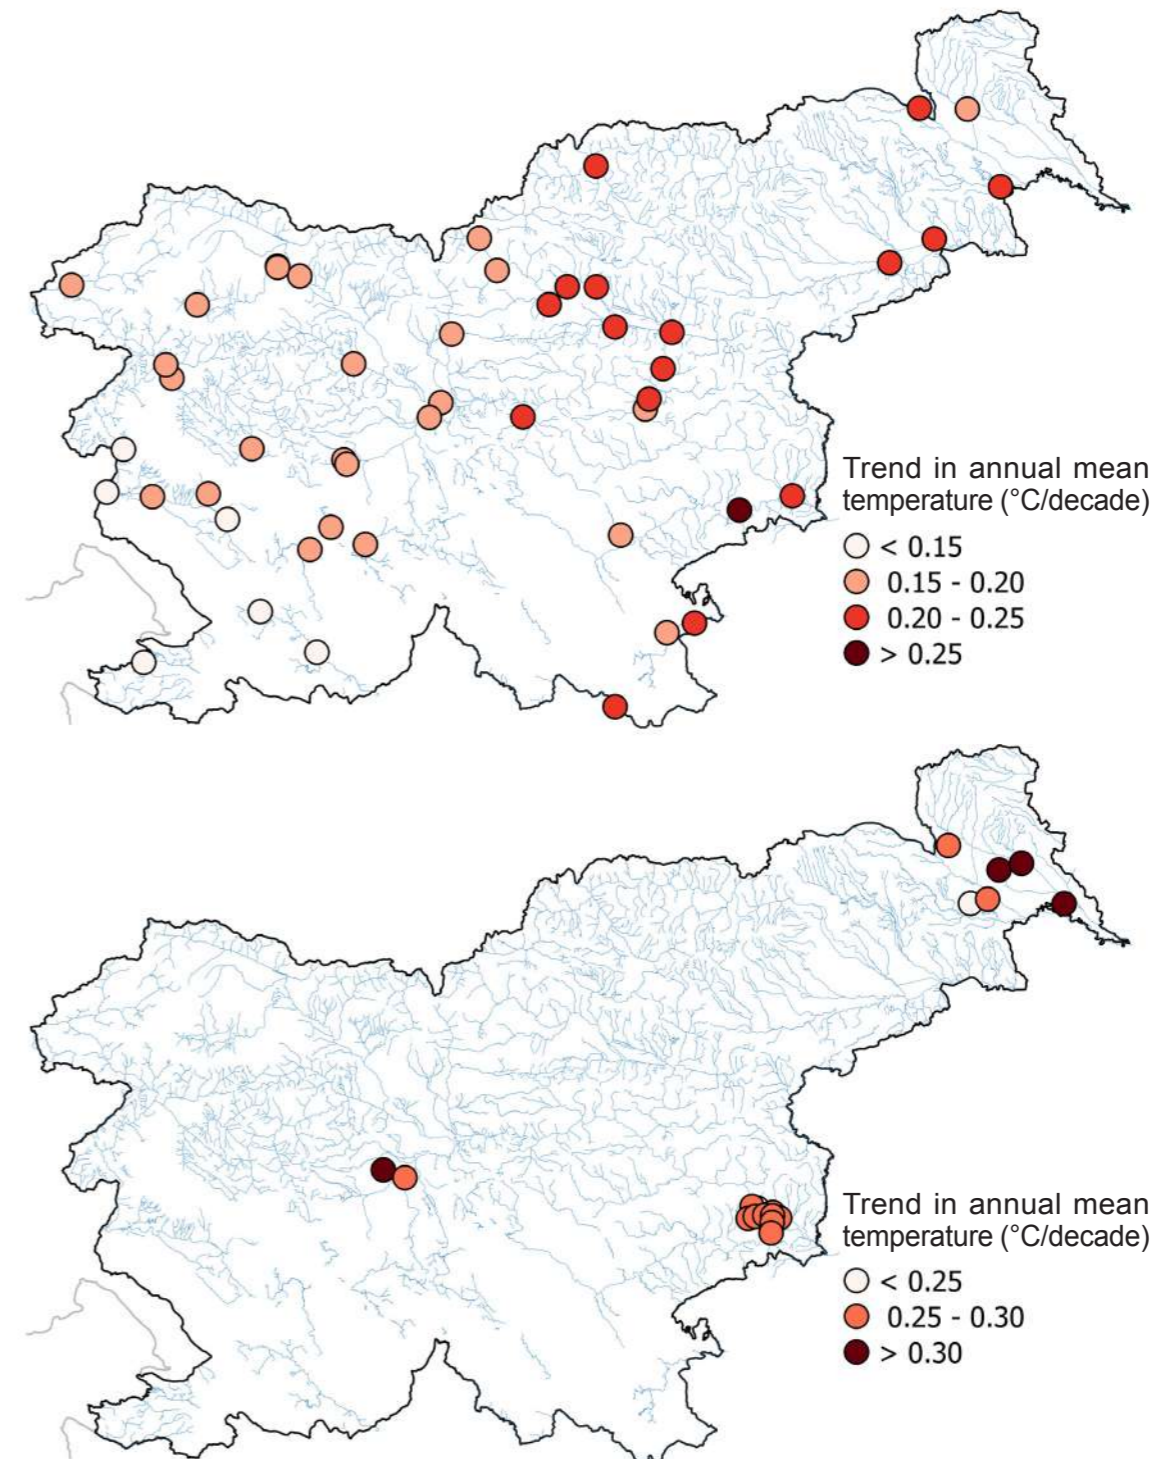 Trend in annual mean
temperature (°C/decade)
< 0.15
0.15 - 0.20
0.20 - 0.25
> 0.25
Trend in annual mean
temperature (°C/decade)
< 0.25
0.25 - 0.30
> 0.30